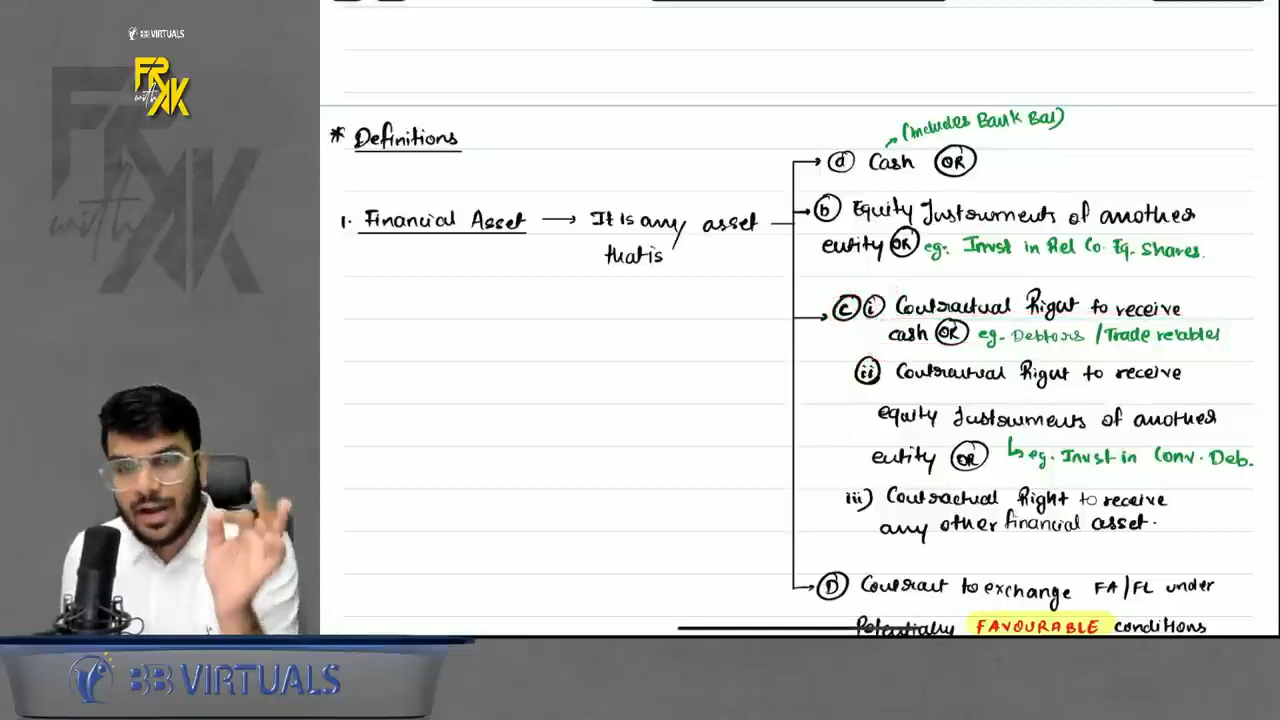 BB VIRTUALS
FR
with KK
FR
with KK
* Definitions
(Includes Bank Bal)
1. Financial Asset → It is any asset
that is
→ a Cash OR
→ b Equity Instruments of another
entity OR eg: Invst in Rel Co. Eq. Shares.
→ C i Contractual Right to receive
cash OR eg. Debtors / Trade reables
ii Contractual Right to receive
equity Instruments of another
entity OR ↳ eg. Invst in Conv. Deb.
iii) Contractual Right to receive
any other financial asset.
→ D Contract to exchange FA/FL under
Potentially FAVOURABLE conditions
BB VIRTUALS